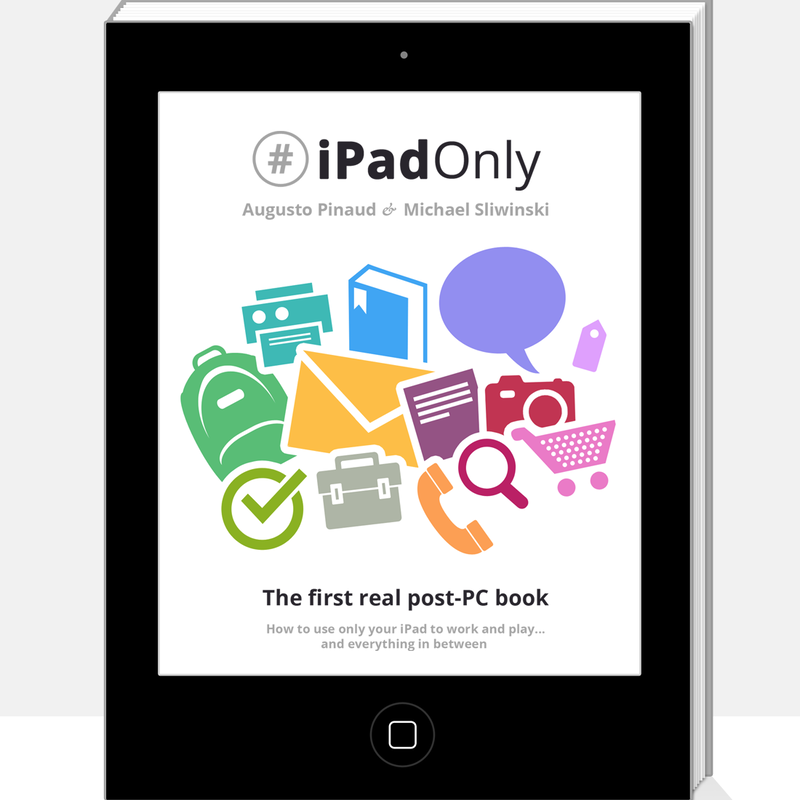 # iPadOnly
Augusto Pinaud & Michael Sliwinski
The first real post-PC book
How to use only your iPad to work and play...
and everything in between